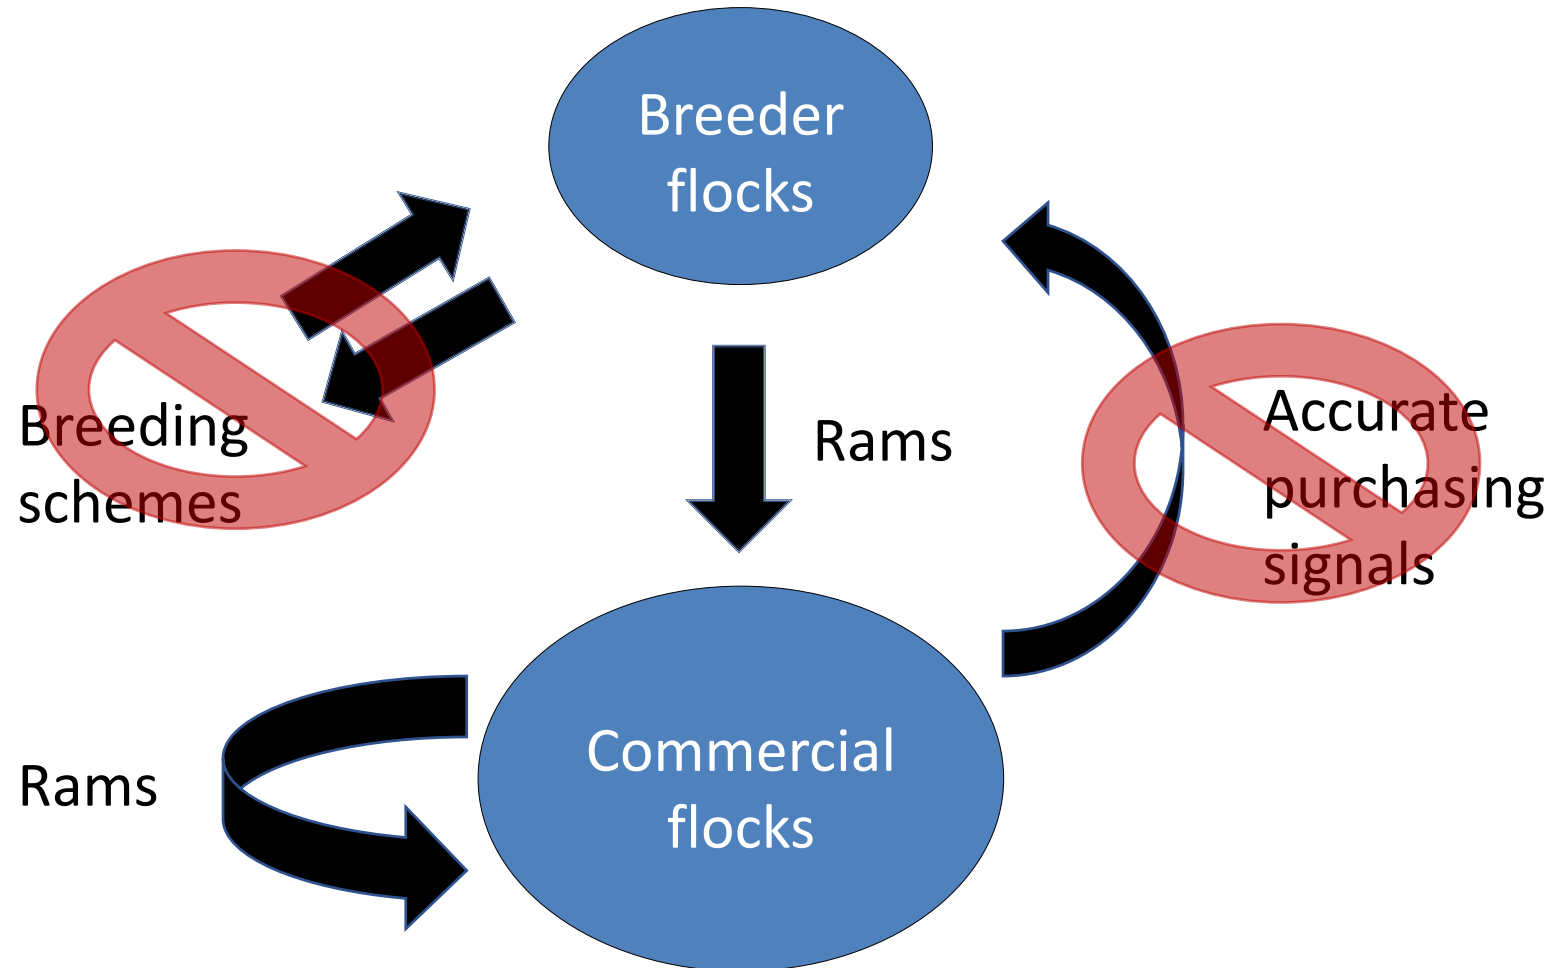 Breeder
flocks
Breeding
schemes
Rams
Accurate
purchasing
signals
Rams
Commercial
flocks